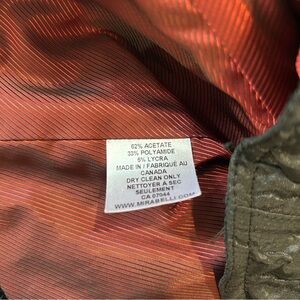 62% ACETATE
33% POLYAMIDE
6% LYCRA
MADE IN / FABRIQUÉ AU
CANADA
DRY CLEAN ONLY
NETTOYER À SEC
SEULEMENT
CA 07044
WWW.MIRABELLI.COM